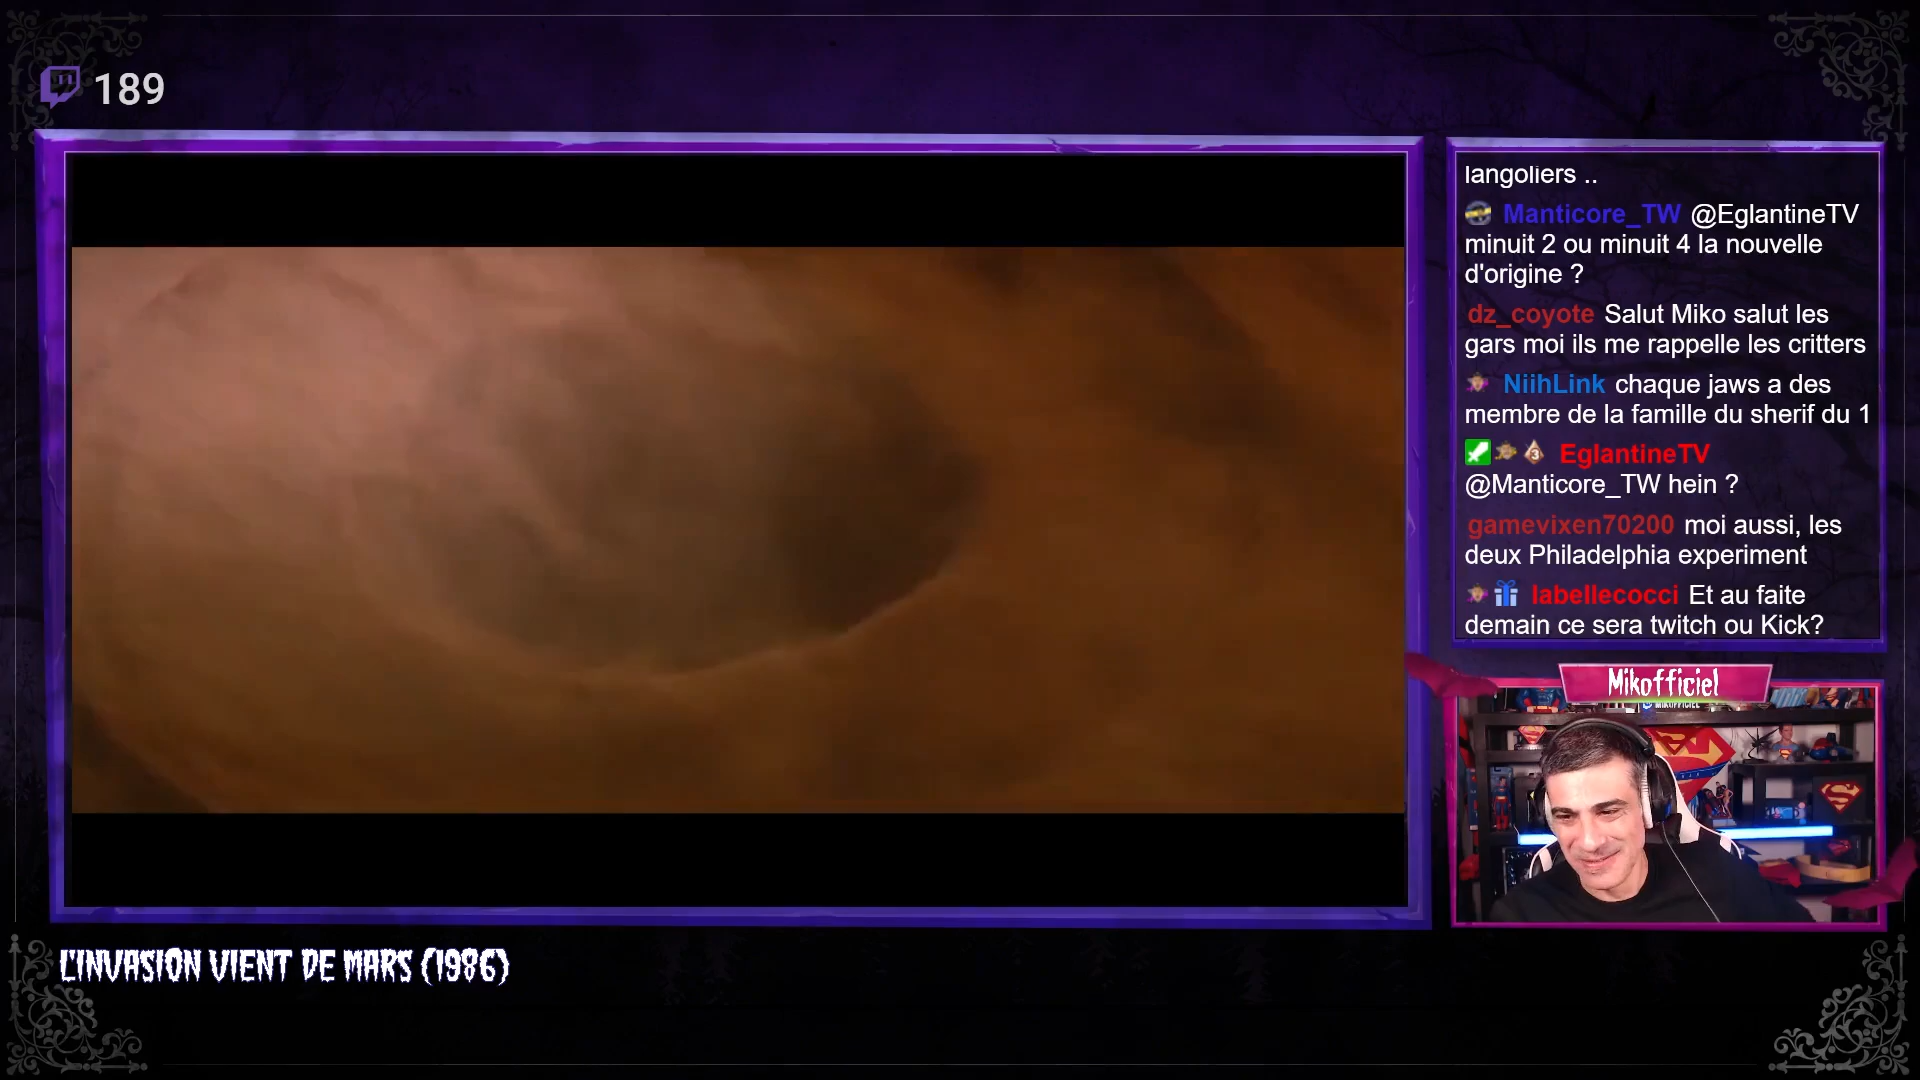 189
langoliers ..
Manticore_TW @EglantineTV
minuit 2 ou minuit 4 la nouvelle
d'origine ?
dz_coyote Salut Miko salut les
gars moi ils me rappelle les critters
NiihLink chaque jaws a des
membre de la famille du sherif du 1
3 EglantineTV
@Manticore_TW hein ?
gamevixen70200 moi aussi, les
deux Philadelphia experiment
labellecocci Et au faite
demain ce sera twitch ou Kick?
Mikofficiel
MIKOFFICIEL
L'INVASION VIENT DE MARS (1986)